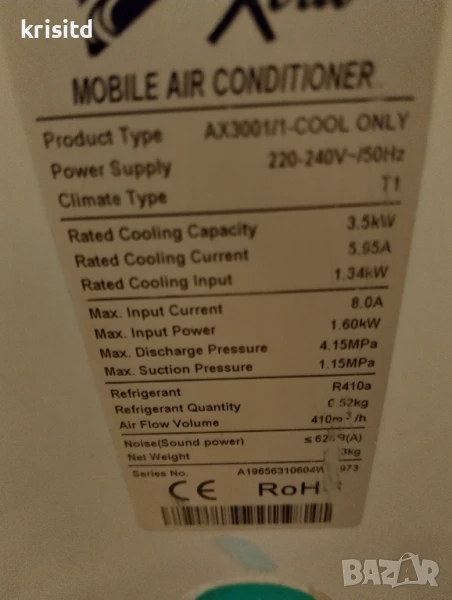 krisitd
MOBILE AIR CONDITIONER
Product Type AX3001/1-COOL ONLY
Power Supply 220-240V~/50Hz
Climate Type T1
Rated Cooling Capacity 3.5kW
Rated Cooling Current 5.95A
Rated Cooling Input 1.34kW
Max. Input Current 8.0A
Max. Input Power 1.60kW
Max. Discharge Pressure 4.15MPa
Max. Suction Pressure 1.15MPa
Refrigerant R410a
Refrigerant Quantity 0.52kg
Air Flow Volume 410m³/h
Noise(Sound power)
Net Weight
Series No.
CE RoHS
BAZAR